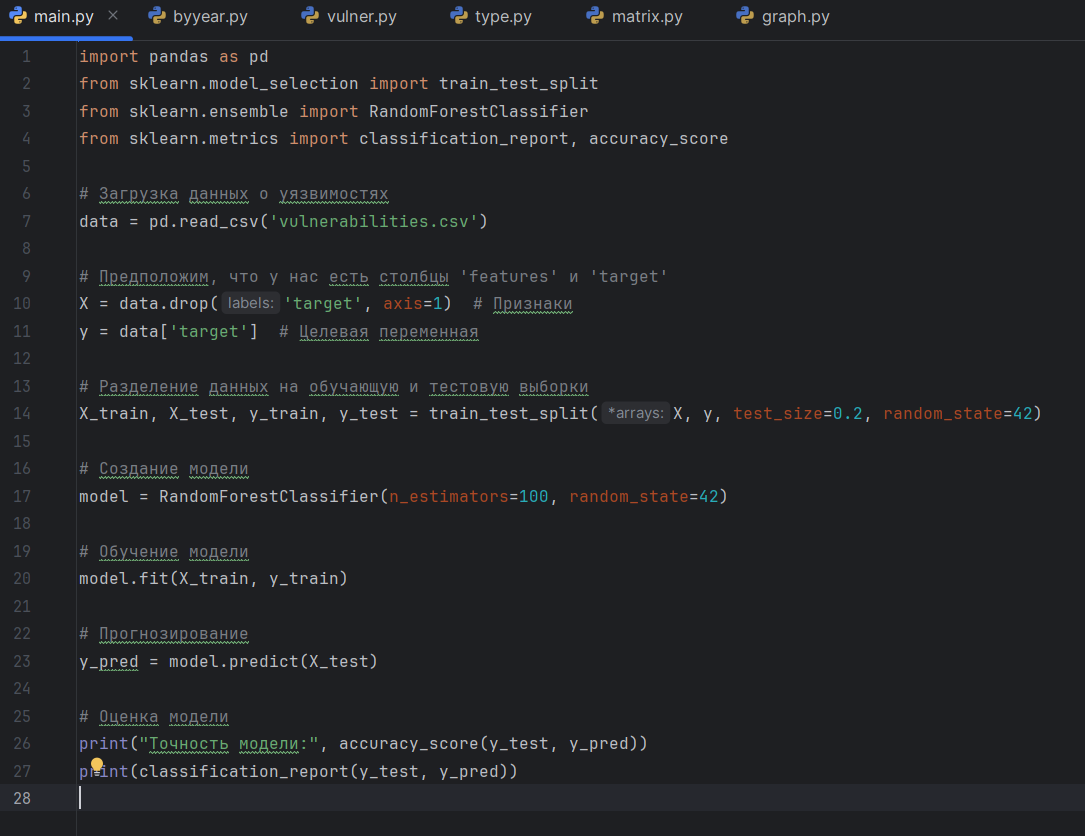 main.py × byyear.py vulner.py type.py matrix.py graph.py
1 import pandas as pd
2 from sklearn.model_selection import train_test_split
3 from sklearn.ensemble import RandomForestClassifier
4 from sklearn.metrics import classification_report, accuracy_score
5
6 # Загрузка данных о уязвимостях
7 data = pd.read_csv('vulnerabilities.csv')
8
9 # Предположим, что у нас есть столбцы 'features' и 'target'
10 X = data.drop( labels: 'target', axis=1)  # Признаки
11 y = data['target']  # Целевая переменная
12
13 # Разделение данных на обучающую и тестовую выборки
14 X_train, X_test, y_train, y_test = train_test_split( *arrays: X, y, test_size=0.2, random_state=42)
15
16 # Создание модели
17 model = RandomForestClassifier(n_estimators=100, random_state=42)
18
19 # Обучение модели
20 model.fit(X_train, y_train)
21
22 # Прогнозирование
23 y_pred = model.predict(X_test)
24
25 # Оценка модели
26 print("Точность модели:", accuracy_score(y_test, y_pred))
27 print(classification_report(y_test, y_pred))
28